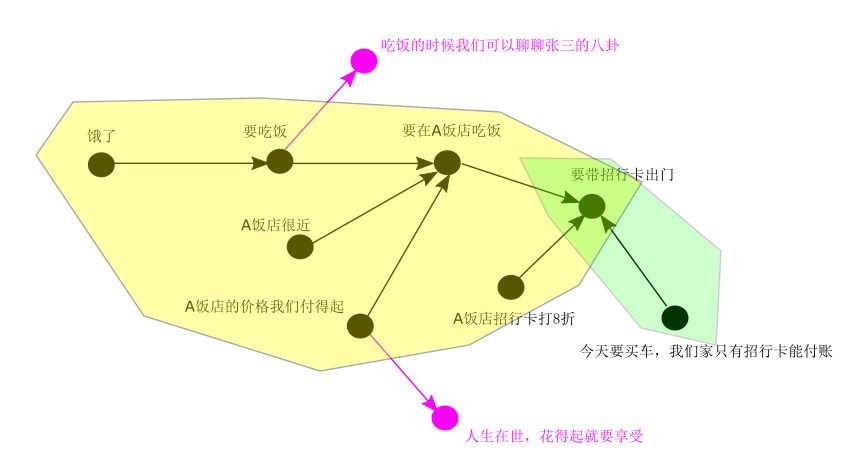 吃饭的时候我们可以聊聊张三的八卦
饿了
要吃饭
要在A饭店吃饭
要带招行卡出门
A饭店很近
A饭店的价格我们付得起
A饭店招行卡打8折
今天要买车，我们家只有招行卡能付账
人生在世，花得起就要享受